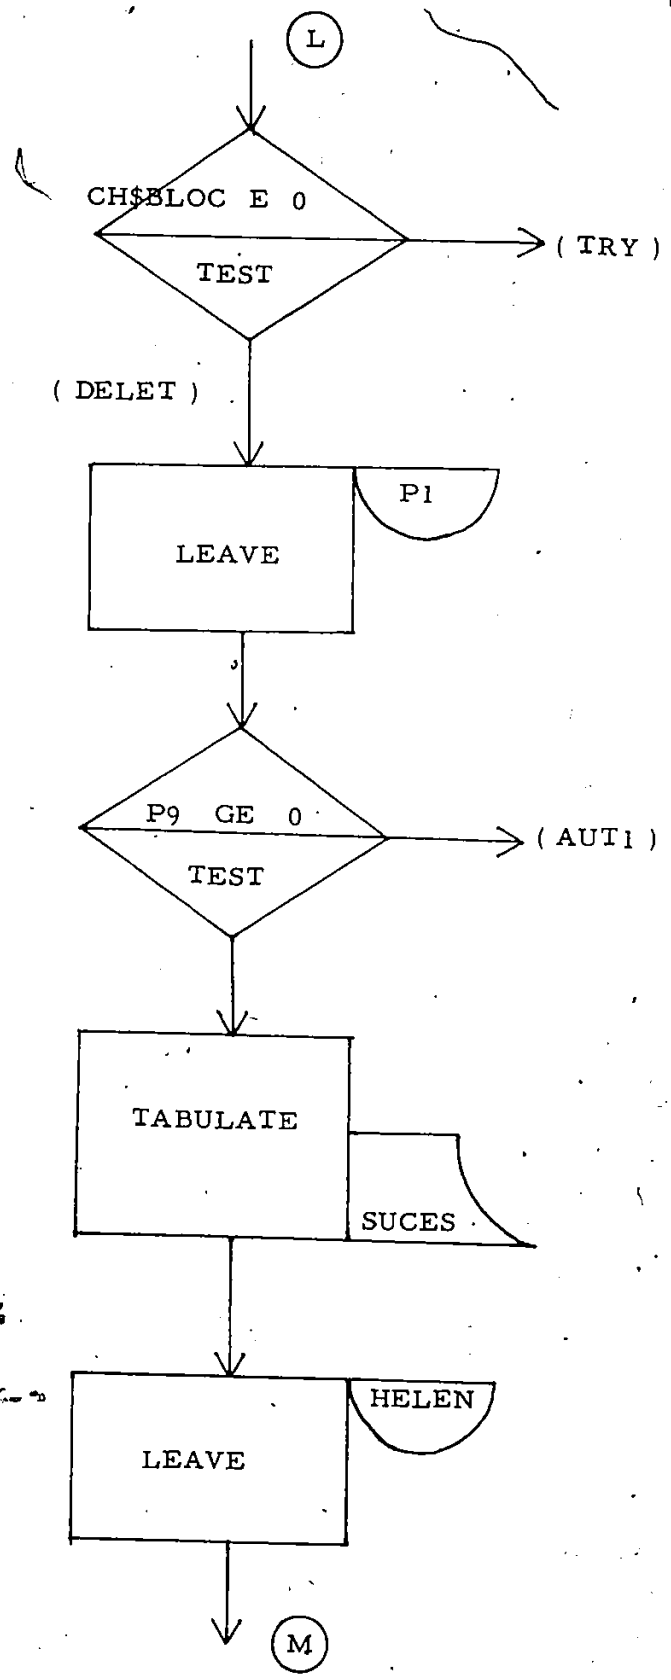 L
CH$BLOC E 0
( TRY )
TEST
( DELET )
P1
LEAVE
P9 GE 0
( AUT1 )
TEST
TABULATE
SUCES
HELEN
LEAVE
M